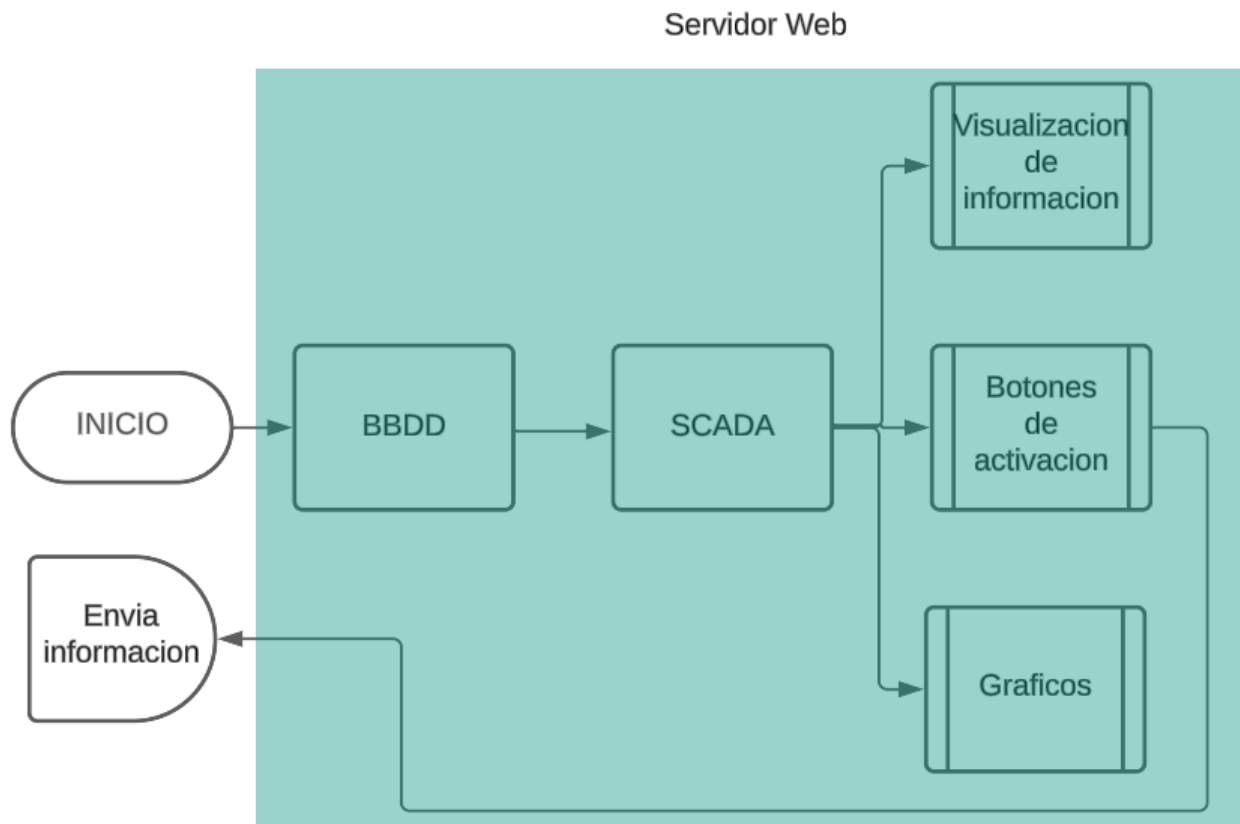 Servidor Web
Visualizacion
de
informacion
INICIO
BBDD
SCADA
Botones
de
activacion
Envia
informacion
Graficos